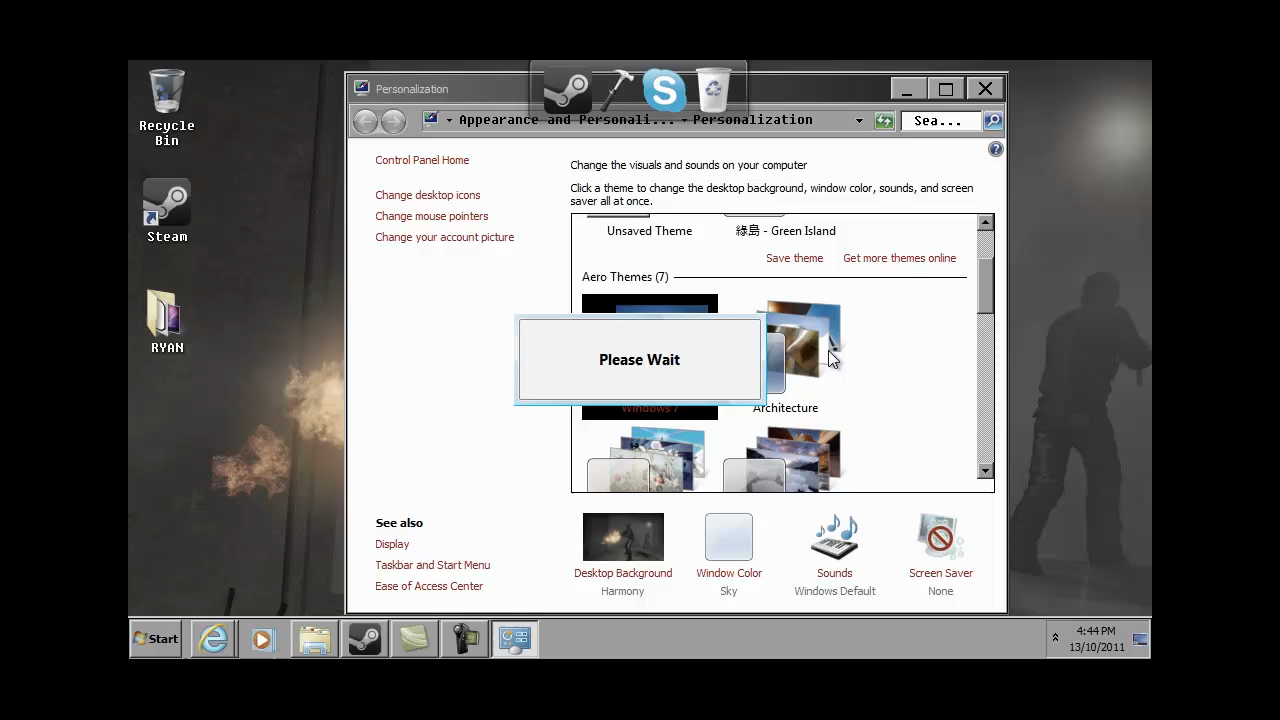 Recycle
Bin
Steam
RYAN
Personalization
Appearance and Personali... Personalization
Sea...
Control Panel Home
Change desktop icons
Change mouse pointers
Change your account picture
Change the visuals and sounds on your computer
Click a theme to change the desktop background, window color, sounds, and screen
saver all at once.
Unsaved Theme
綠島 - Green Island
Save theme
Get more themes online
Aero Themes (7)
Please Wait
Windows 7
Architecture
See also
Display
Taskbar and Start Menu
Ease of Access Center
Desktop Background
Harmony
Window Color
Sky
Sounds
Windows Default
Screen Saver
None
Start
4:44 PM
13/10/2011